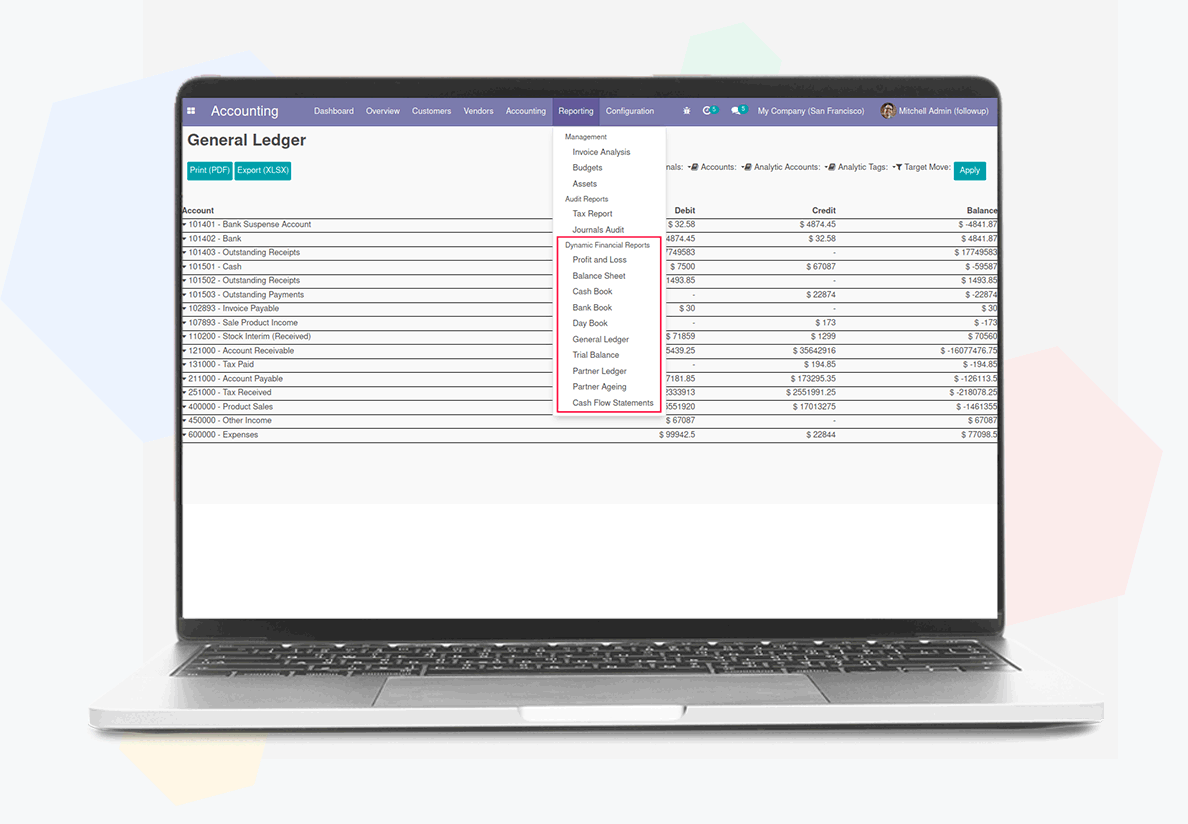 Accounting Dashboard Overview Customers Vendors Accounting Reporting Configuration 5 5 My Company (San Francisco) Mitchell Admin (followup)
General Ledger
Print (PDF) Export (XLSX)
Accounts: Analytic Accounts: Analytic Tags: Target Move: Apply
Management
Invoice Analysis
Budgets
Assets
Audit Reports
Tax Report
Journals Audit
Dynamic Financial Reports
Profit and Loss
Balance Sheet
Cash Book
Bank Book
Day Book
General Ledger
Trial Balance
Partner Ledger
Partner Ageing
Cash Flow Statements
Account Debit Credit Balance
101401 - Bank Suspense Account $ 32.58 $ 4874.45 $ -4841.87
101402 - Bank 4874.45 $ 32.58 $ 4841.87
101403 - Outstanding Receipts - $ 17749583
101501 - Cash $ 7500 $ 67087 $ -59587
101502 - Outstanding Receipts 1493.85 - $ 1493.85
101503 - Outstanding Payments - $ 22874 $ -22874
102893 - Invoice Payable $ 30 - $ 30
107893 - Sale Product Income - $ 173 $ -173
110200 - Stock Interim (Received) $ 71859 $ 1299 $ 70560
121000 - Account Receivable 5439.25 $ 35642916 $ -16077476.75
131000 - Tax Paid - $ 194.85 $ -194.85
211000 - Account Payable 7181.85 $ 173295.35 $ -126113.5
251000 - Tax Received 2333913 $ 2551991.25 $ -218078.25
400000 - Product Sales 5551920 $ 17013275 $ -1461355
450000 - Other Income $ 67087 - $ 67087
600000 - Expenses $ 99942.5 $ 22844 $ 77098.5